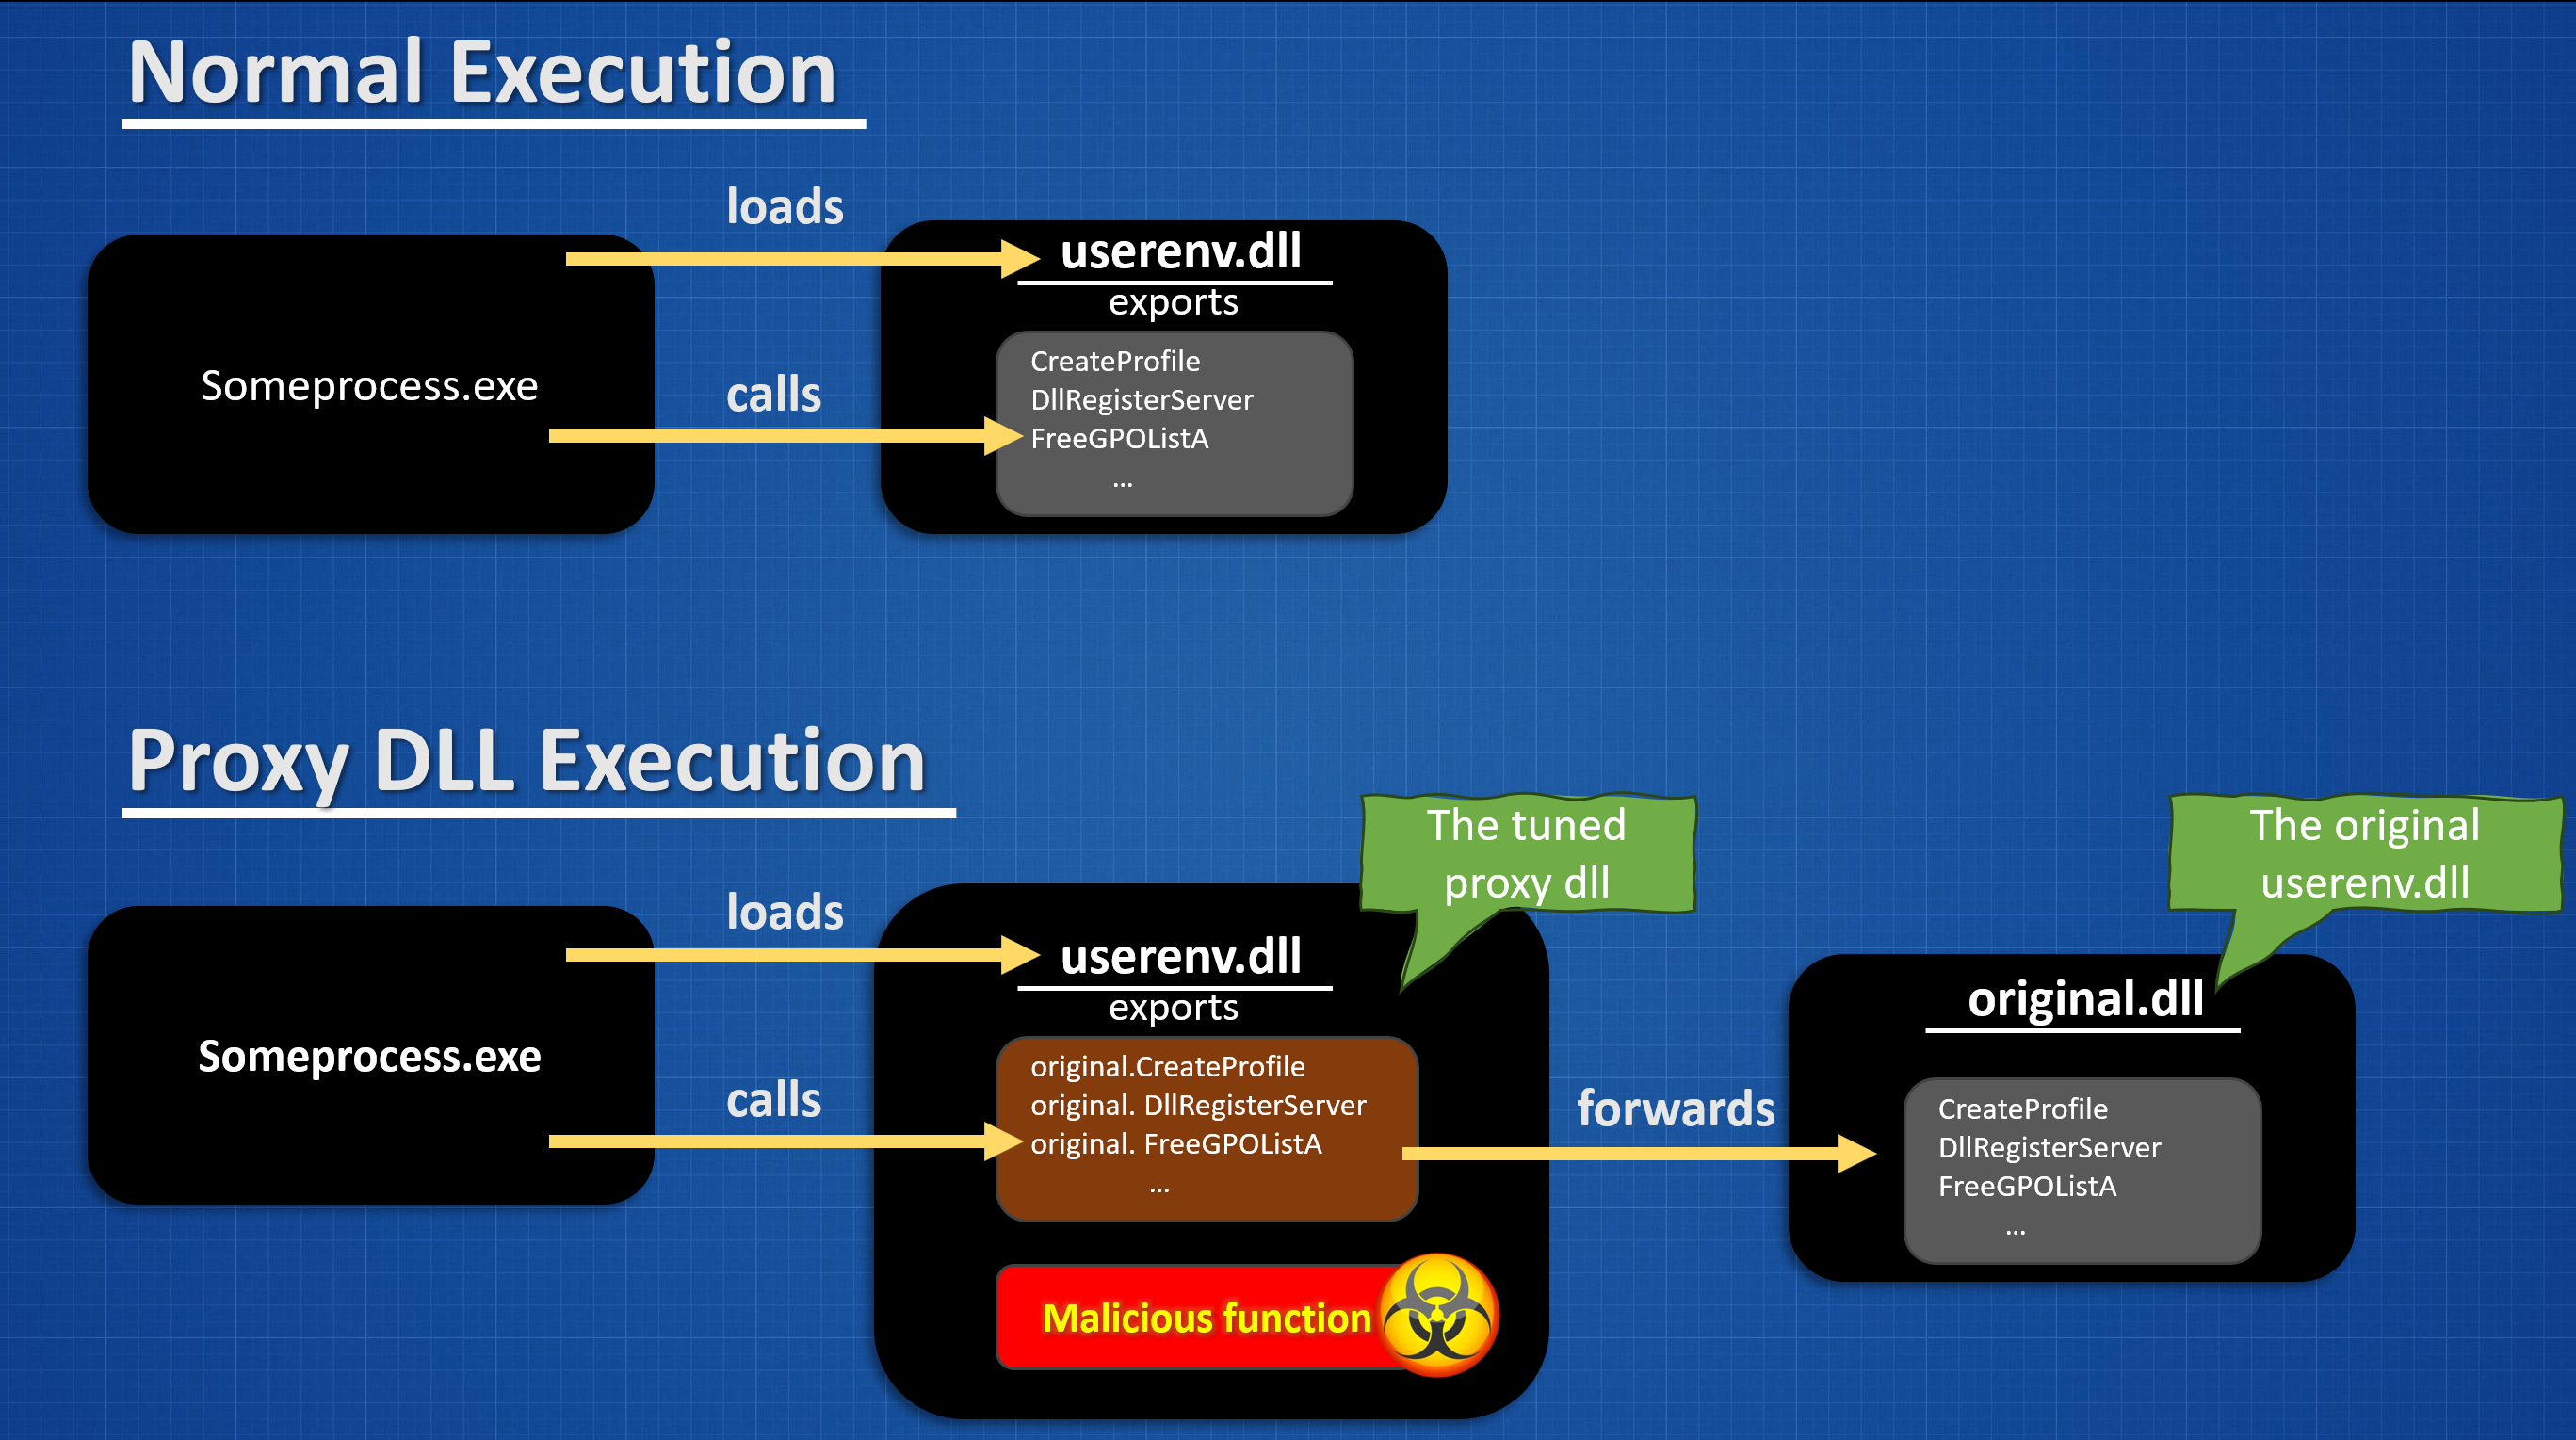 Normal Execution
loads
userenv.dll
exports
Someprocess.exe
calls
CreateProfile
DllRegisterServer
FreeGPOListA
...
Proxy DLL Execution
The tuned
proxy dll
The original
userenv.dll
loads
userenv.dll
exports
Someprocess.exe
calls
original.CreateProfile
original. DllRegisterServer
original. FreeGPOListA
...
Malicious function
forwards
original.dll
CreateProfile
DllRegisterServer
FreeGPOListA
...